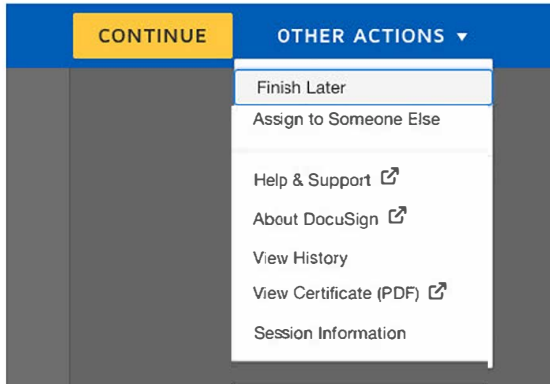 CONTINUE
OTHER ACTIONS
Finish Later
Assign to Someone Else
Help & Support
About DocuSign
View History
View Certificate (PDF)
Session Information